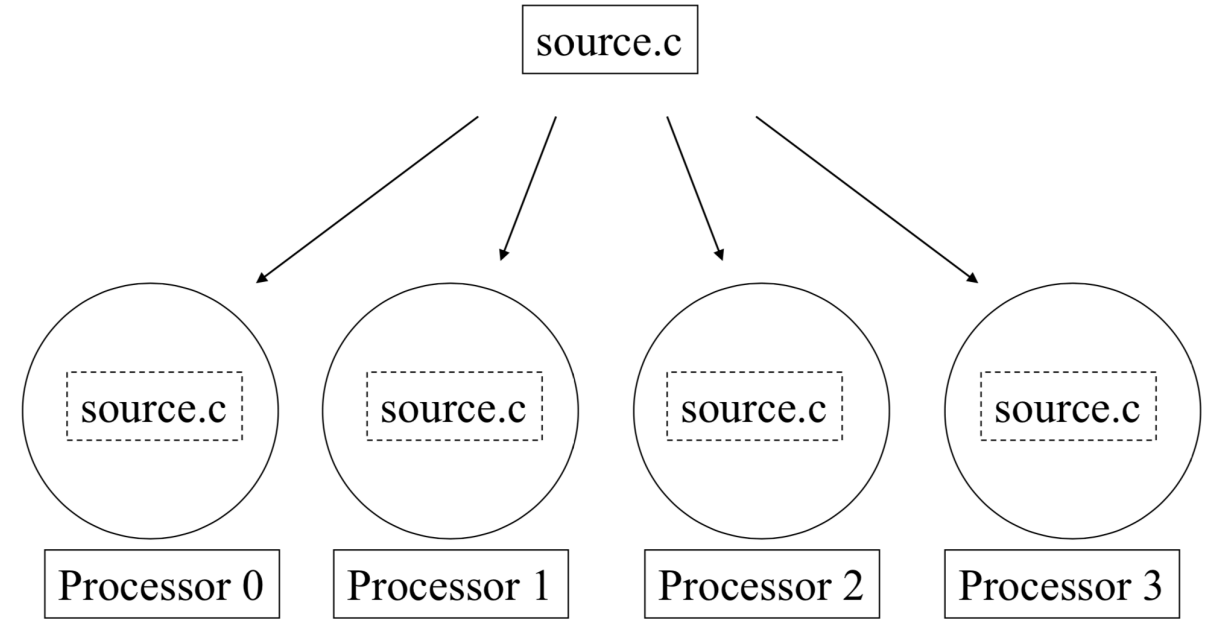 source.c
source.c
source.c
source.c
source.c
Processor 0
Processor 1
Processor 2
Processor 3